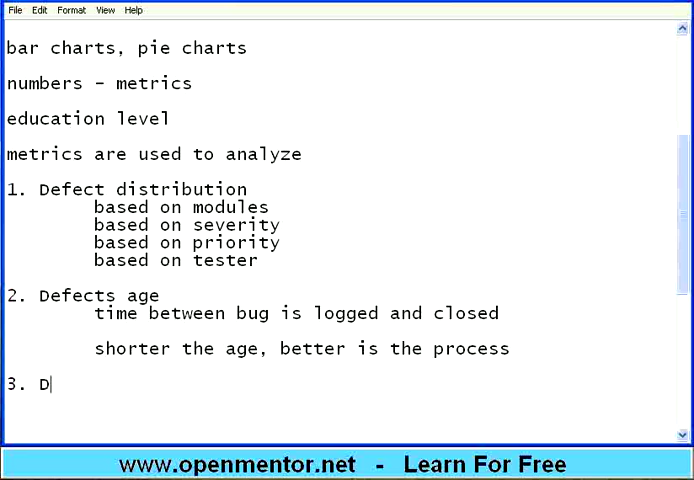 File Edit Format View Help
bar charts, pie charts
numbers - metrics
education level
metrics are used to analyze
1. Defect distribution
based on modules
based on severity
based on priority
based on tester
2. Defects age
time between bug is logged and closed
shorter the age, better is the process
3. D
www.openmentor.net - Learn For Free